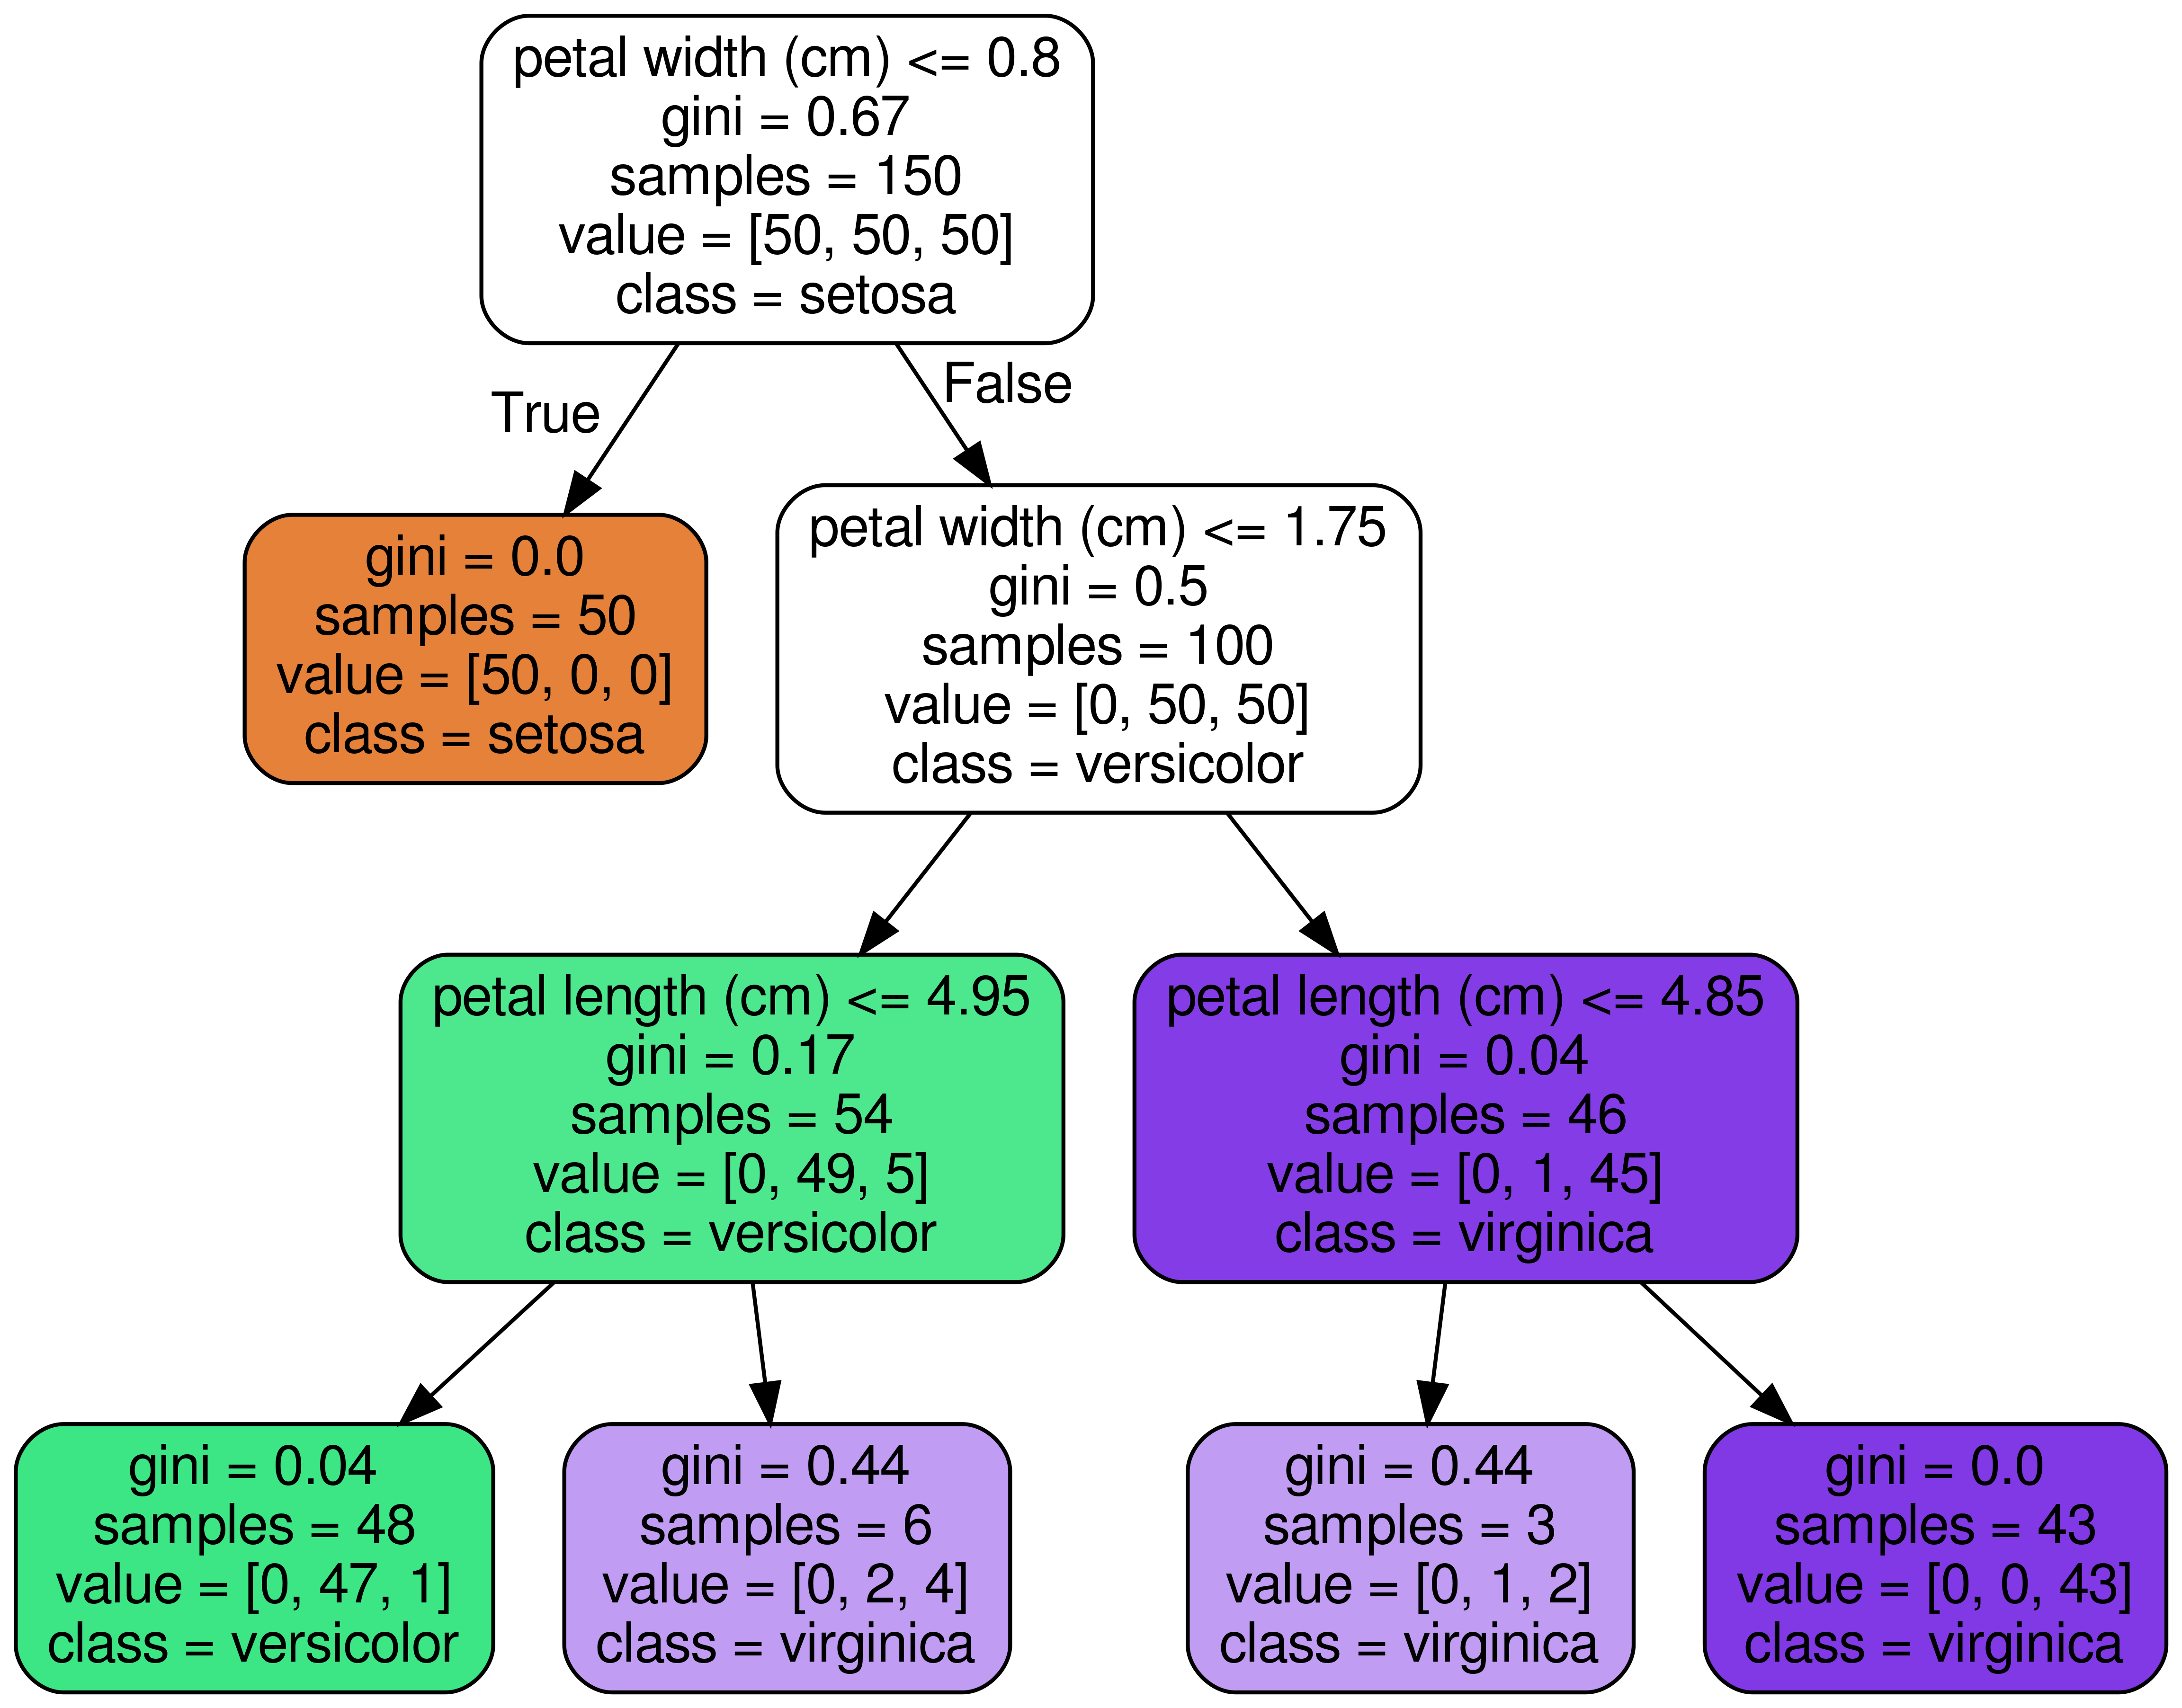 petal width (cm) <= 0.8
gini = 0.67
samples = 150
value = [50, 50, 50]
class = setosa
True
False
gini = 0.0
samples = 50
value = [50, 0, 0]
class = setosa
petal width (cm) <= 1.75
gini = 0.5
samples = 100
value = [0, 50, 50]
class = versicolor
petal length (cm) <= 4.95
gini = 0.17
samples = 54
value = [0, 49, 5]
class = versicolor
petal length (cm) <= 4.85
gini = 0.04
samples = 46
value = [0, 1, 45]
class = virginica
gini = 0.04
samples = 48
value = [0, 47, 1]
class = versicolor
gini = 0.44
samples = 6
value = [0, 2, 4]
class = virginica
gini = 0.44
samples = 3
value = [0, 1, 2]
class = virginica
gini = 0.0
samples = 43
value = [0, 0, 43]
class = virginica